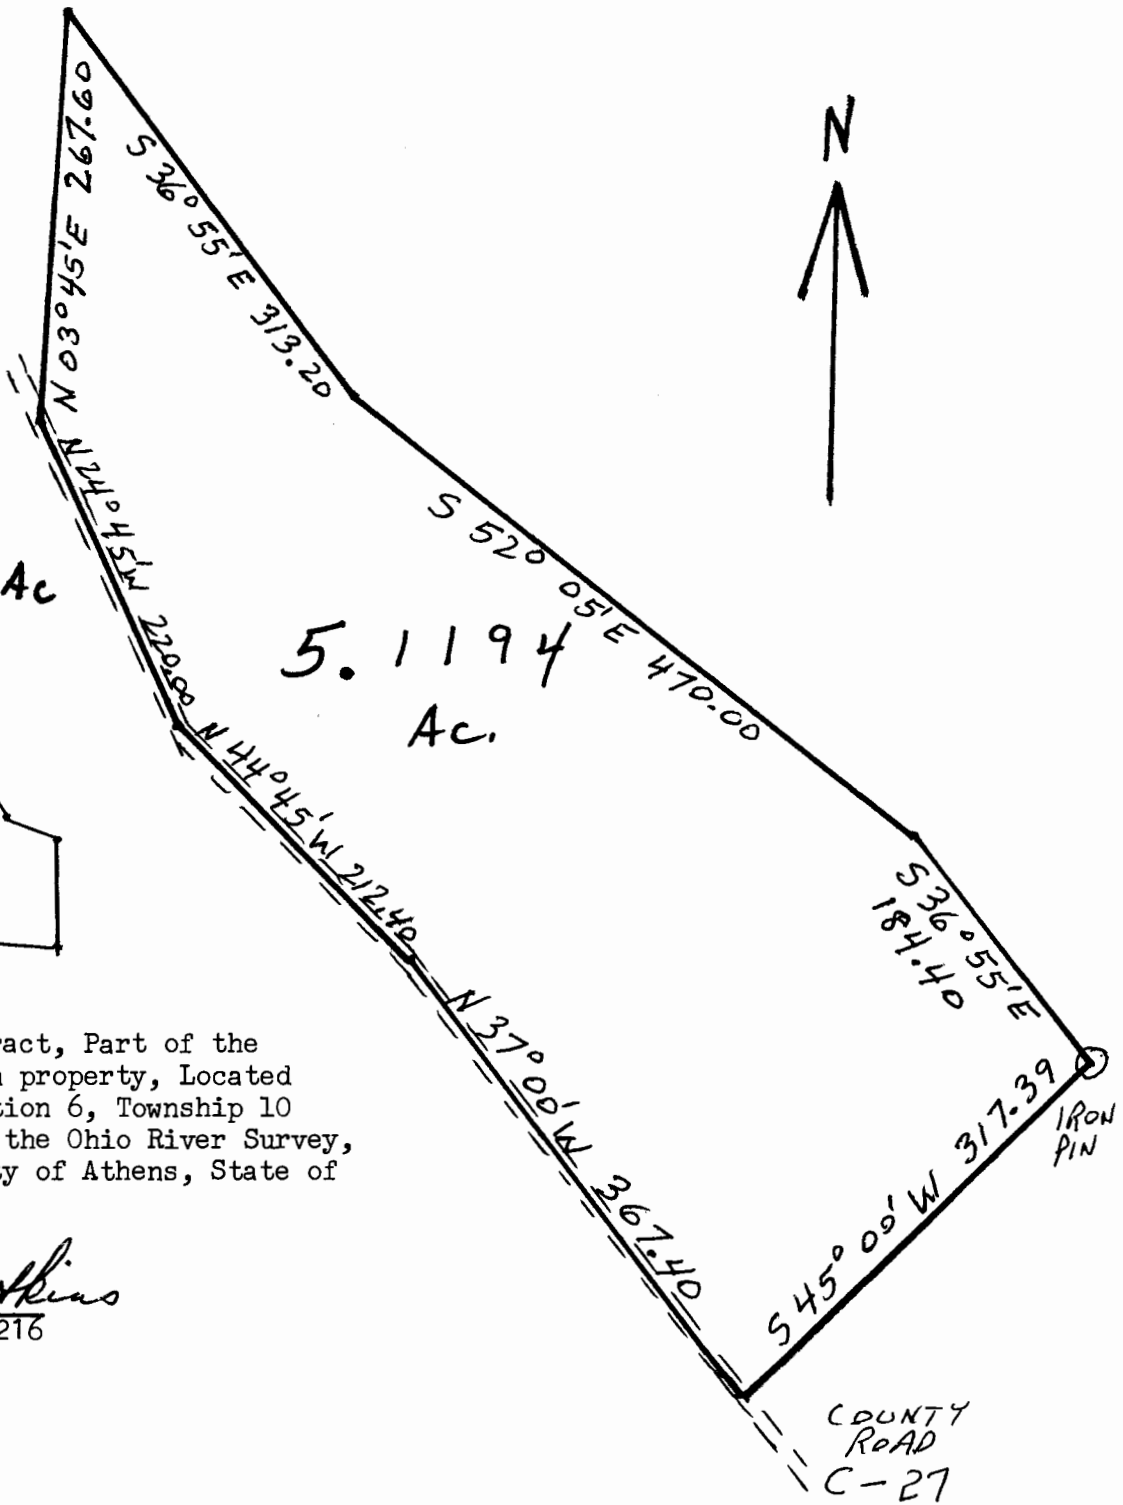 N
N 03°45'E 267.60
S 36°55'E 313.20
N 24°45'W 220.00
Ac
S 52° 05'E 470.00
5.1194
Ac.
N 44°45'W 212.40
S 36°55'E
184.40
N 37°00'W 367.40
S 45°00'W 317.39
IRON
PIN
ract, Part of the
property, Located
tion 6, Township 10
the Ohio River Survey,
y of Athens, State of
tkins
216
COUNTY
ROAD
C-27